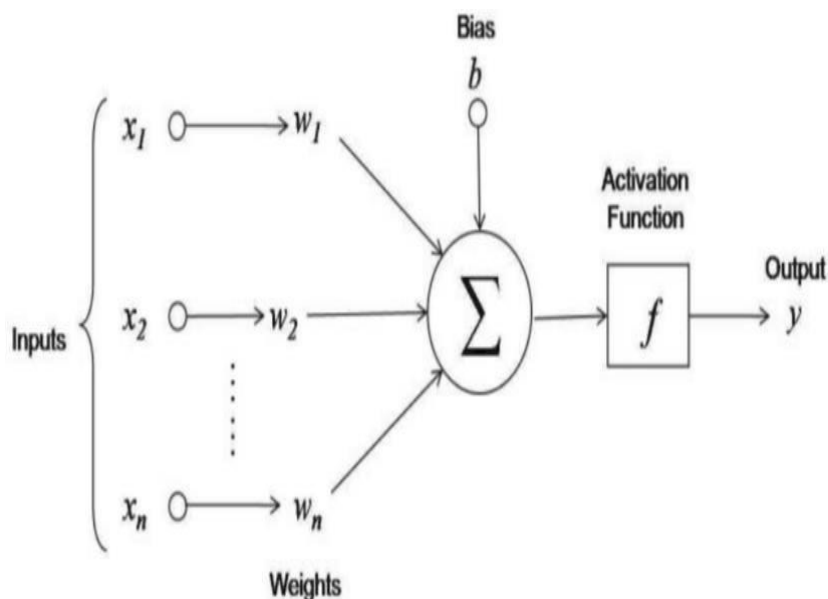 Bias
b
x₁
w₁
Activation
Function
Output
Inputs
x₂
w₂
Σ
f
y
xₙ
wₙ
Weights